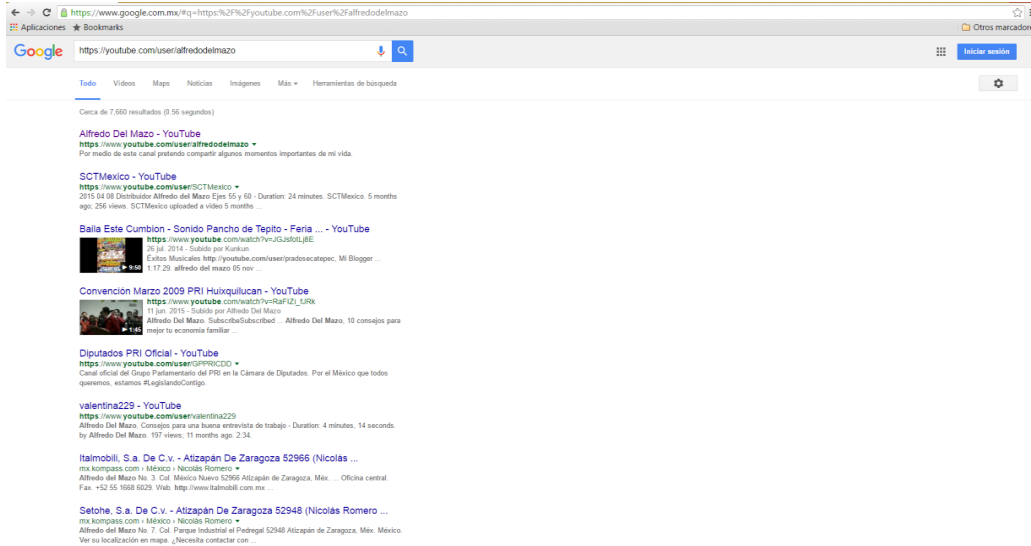 https://www.google.com.mx/#q=https:%2F%2Fyoutube.com%2Fuser%2Falfredodelmazo
Aplicaciones Bookmarks Otros marcador
Google https://youtube.com/user/alfredodelmazo Iniciar sesión
Todo Vídeos Maps Noticias Imágenes Más Herramientas de búsqueda
Cerca de 7,660 resultados (0.56 segundos)
Alfredo Del Mazo - YouTube
https://www.youtube.com/user/alfredodelmazo
Por medio de este canal pretendo compartir algunos momentos importantes de mi vida.
SCTMexico - YouTube
https://www.youtube.com/user/SCTMexico
2015 04 08 Distribuidor Alfredo del Mazo Ejes 55 y 60 - Duration: 24 minutes. SCTMexico. 5 months
ago; 256 views. SCTMexico uploaded a video 5 months ...
Baila Este Cumbion - Sonido Pancho de Tepito - Feria ... - YouTube
https://www.youtube.com/watch?v=JGJsfotLj8E
26 jul. 2014 - Subido por Kunkun
Éxitos Musicales http://youtube.com/user/pradosecatepec, Mi Blogger ...
9:50 1:17:29. alfredo del mazo 05 nov ...
Convención Marzo 2009 PRI Huixquilucan - YouTube
https://www.youtube.com/watch?v=RaFIZi_fJRk
11 jun. 2015 - Subido por Alfredo Del Mazo
Alfredo Del Mazo. SubscribeSubscribed ... Alfredo Del Mazo, 10 consejos para
1:45 mejor tu economia familiar ...
Diputados PRI Oficial - YouTube
https://www.youtube.com/user/GPPRICDD
Canal oficial del Grupo Parlamentario del PRI en la Cámara de Diputados. Por el México que todos
queremos, estamos #LegislandoContigo.
valentina229 - YouTube
https://www.youtube.com/user/valentina229
Alfredo Del Mazo, Consejos para una buena entrevista de trabajo - Duration: 4 minutes, 14 seconds.
by Alfredo Del Mazo. 197 views; 11 months ago. 2:34.
Italmobili, S.a. De C.v. - Atizapán De Zaragoza 52966 (Nicolás ...
mx.kompass.com › México › Nicolás Romero
Alfredo del Mazo No. 3. Col. México Nuevo 52966 Atizapán de Zaragoza, Méx. ... Oficina central.
Fax. +52 55 1668 6029. Web. http://www.italmobili.com.mx ...
Setohe, S.a. De C.v. - Atizapán De Zaragoza 52948 (Nicolás Romero ...
mx.kompass.com › México › Nicolás Romero
Alfredo del Mazo No. 7. Col. Parque Industrial el Pedregal 52948 Atizapán de Zaragoza, Méx. México.
Ver su localización en mapa. ¿Necesita contactar con ...